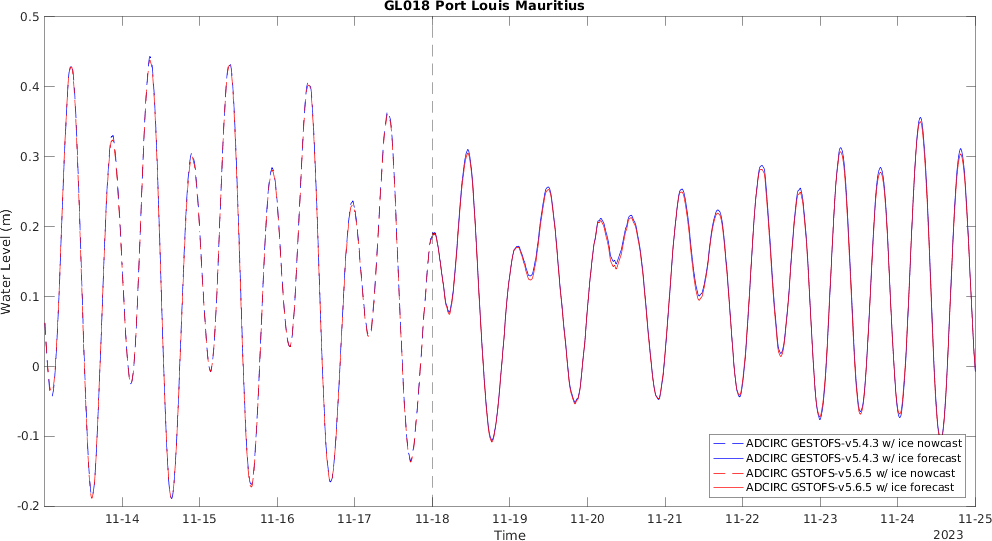 GL018 Port Louis Mauritius
0.5
0.4
0.3
0.2
0.1
0
-0.1
-0.2
Water Level (m)
11-14 11-15 11-16 11-17 11-18 11-19 11-20 11-21 11-22 11-23 11-24 11-25
Time
2023
ADCIRC GESTOFS-v5.4.3 w/ ice nowcast
ADCIRC GESTOFS-v5.4.3 w/ ice forecast
ADCIRC GSTOFS-v5.6.5 w/ ice nowcast
ADCIRC GSTOFS-v5.6.5 w/ ice forecast